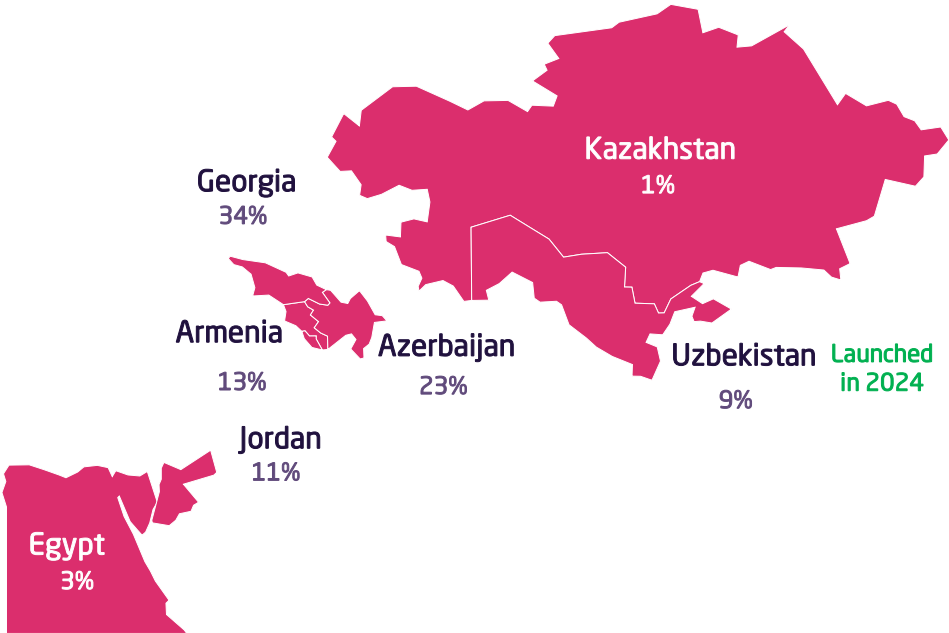 Kazakhstan
1%
Georgia
34%
Armenia
13%
Azerbaijan
23%
Uzbekistan
9%
Launched
in 2024
Jordan
11%
Egypt
3%